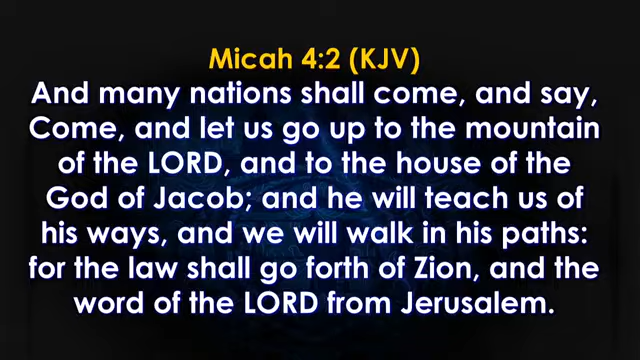 Micah 4:2 (KJV)
And many nations shall come, and say,
Come, and let us go up to the mountain
of the LORD, and to the house of the
God of Jacob; and he will teach us of
his ways, and we will walk in his paths:
for the law shall go forth of Zion, and the
word of the LORD from Jerusalem.